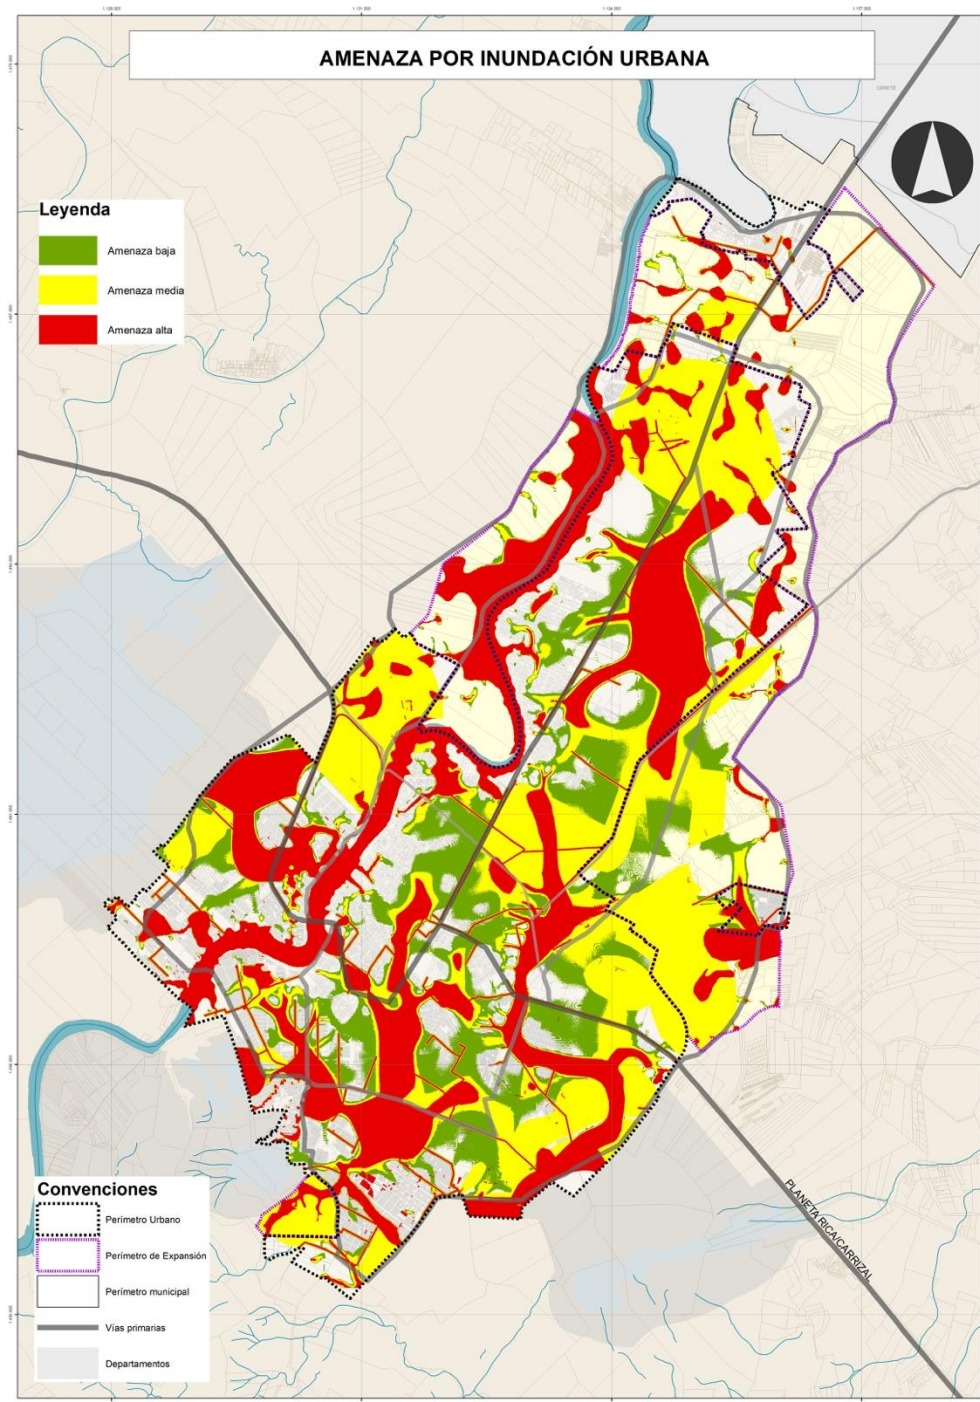 AMENAZA POR INUNDACIÓN URBANA
CERETÉ
Leyenda
Amenaza baja
Amenaza media
Amenaza alta
PLANETA RICA/CARRIZAL
Convenciones
Perímetro Urbano
Perímetro de Expansión
Perímetro municipal
Vías primarias
Departamentos